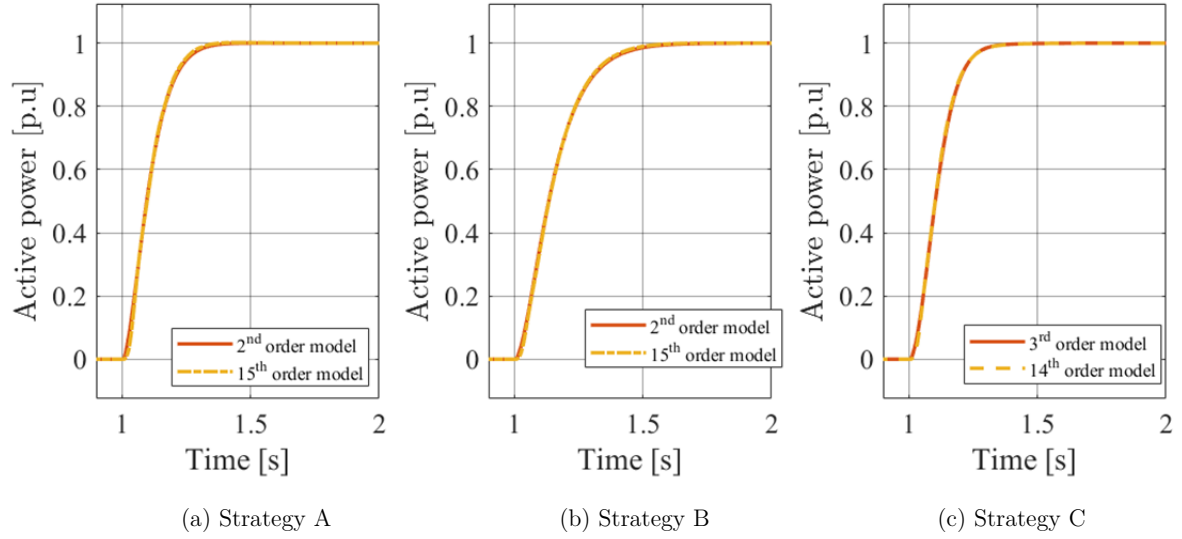 Active power [p.u]
1
0.8
0.6
0.4
0.2
0
2nd order model
15th order model
1
1.5
2
Time [s]
(a) Strategy A
Active power [p.u]
1
0.8
0.6
0.4
0.2
0
2nd order model
15th order model
1
1.5
2
Time [s]
(b) Strategy B
Active power [p.u]
1
0.8
0.6
0.4
0.2
0
3rd order model
14th order model
1
1.5
2
Time [s]
(c) Strategy C